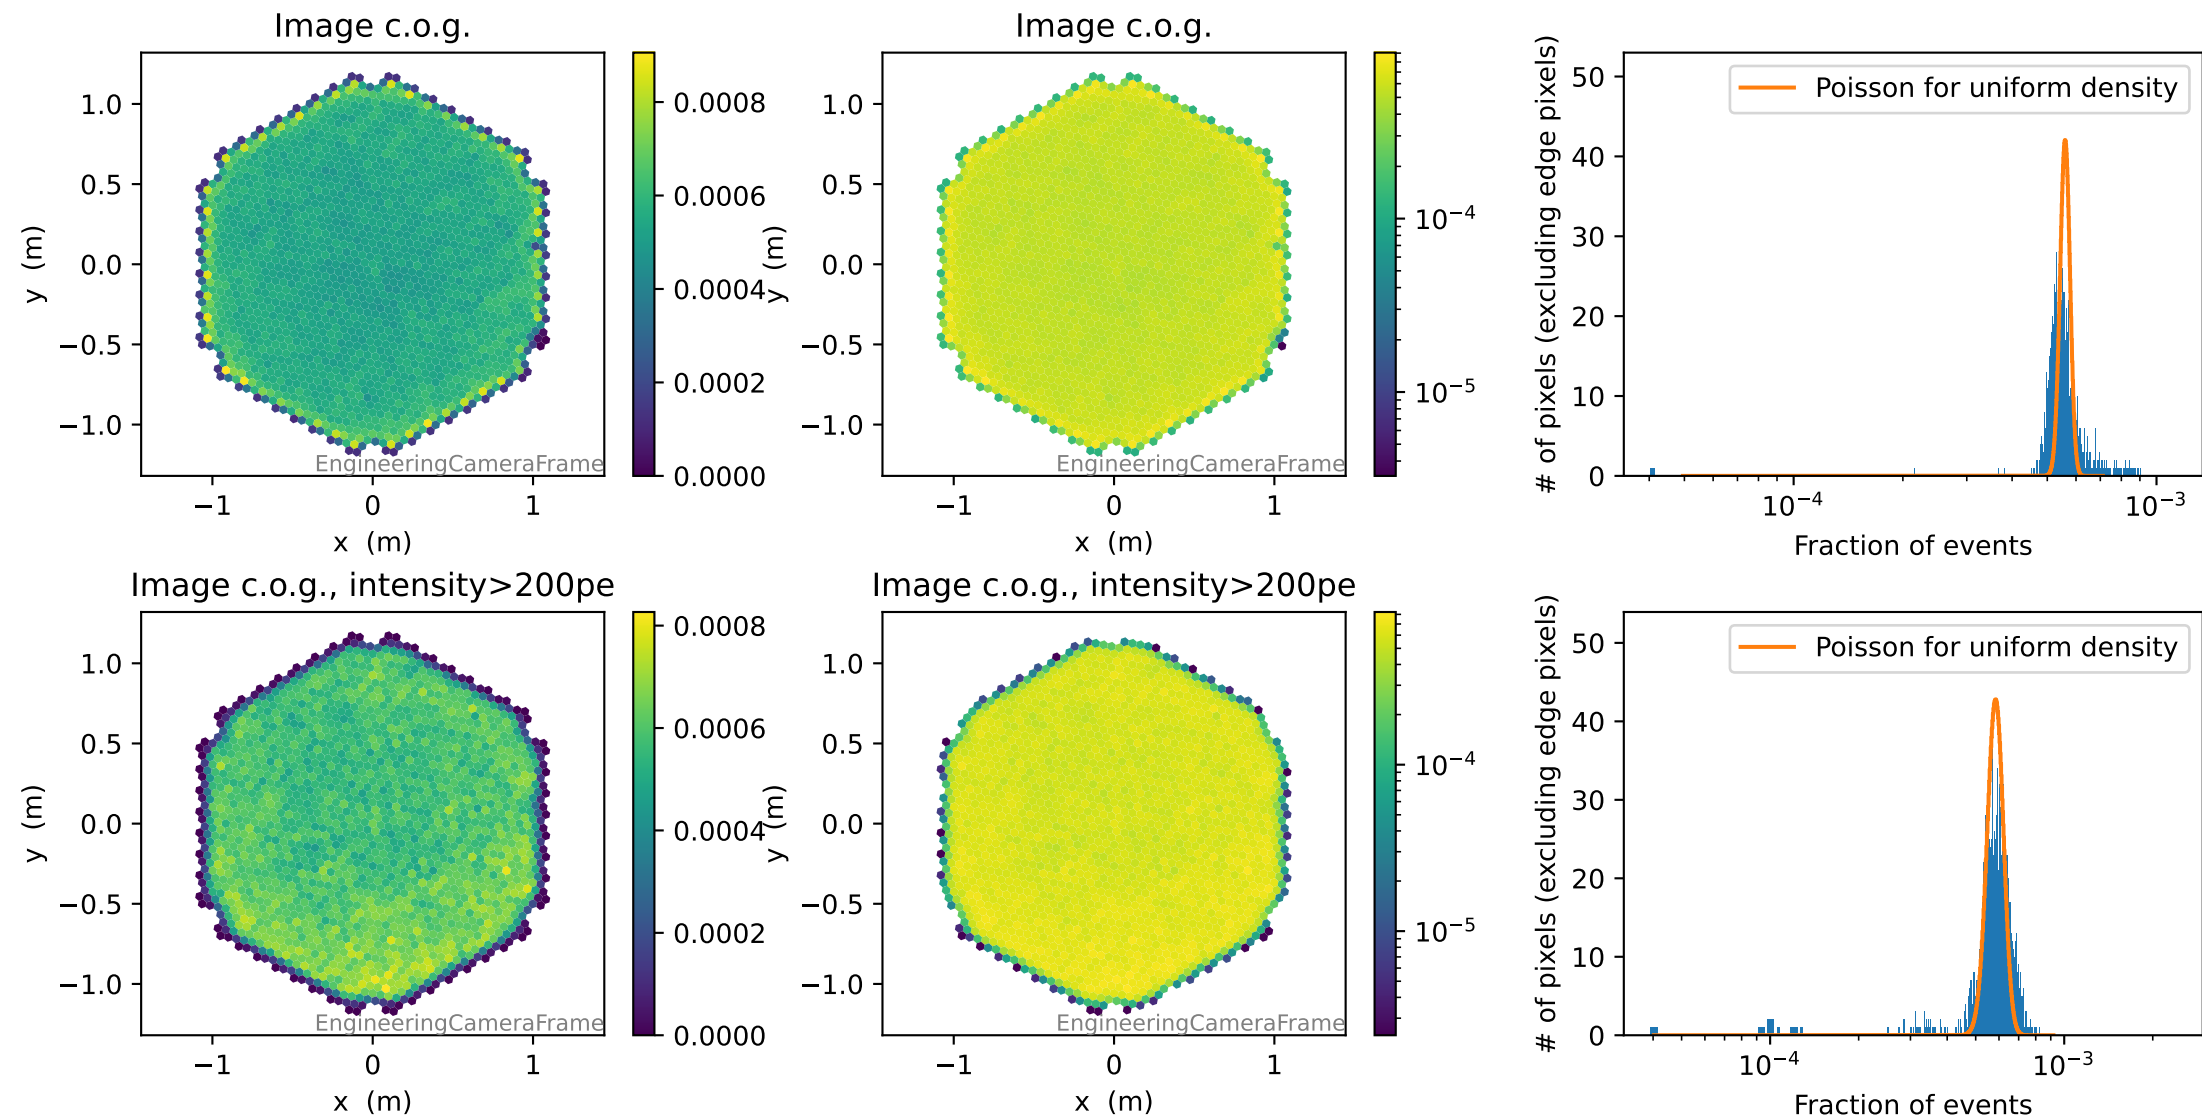 Image c.o.g.
1.0
0.5
0.0
−0.5
−1.0
y (m)
−1
0
1
x (m)
EngineeringCameraFrame
0.0008
0.0006
0.0004
0.0002
0.0000
Image c.o.g.
1.0
0.5
0.0
−0.5
−1.0
y (m)
−1
0
1
x (m)
EngineeringCameraFrame
10⁻⁴
10⁻⁵
# of pixels (excluding edge pixels)
50
40
30
20
10
0
Poisson for uniform density
10⁻⁴
10⁻³
Fraction of events
Image c.o.g., intensity>200pe
1.0
0.5
0.0
−0.5
−1.0
y (m)
−1
0
1
x (m)
EngineeringCameraFrame
0.0008
0.0006
0.0004
0.0002
0.0000
Image c.o.g., intensity>200pe
1.0
0.5
0.0
−0.5
−1.0
y (m)
−1
0
1
x (m)
EngineeringCameraFrame
10⁻⁴
10⁻⁵
# of pixels (excluding edge pixels)
50
40
30
20
10
0
Poisson for uniform density
10⁻⁴
10⁻³
Fraction of events